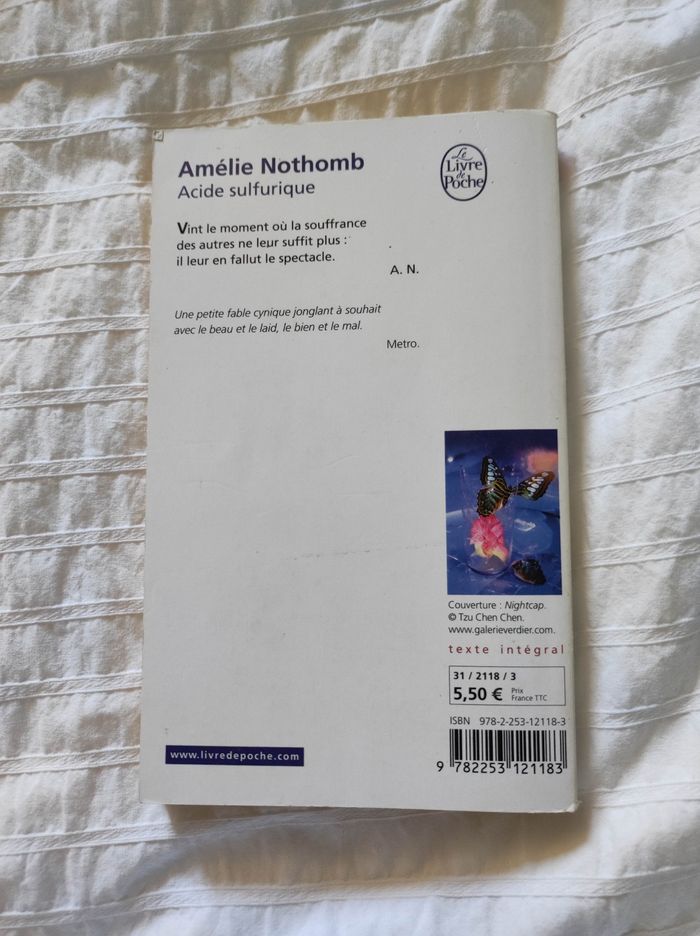 Amélie Nothomb
Acide sulfurique
Le
Livre
de
Poche
Vint le moment où la souffrance
des autres ne leur suffit plus :
il leur en fallut le spectacle.
A. N.
Une petite fable cynique jonglant à souhait
avec le beau et le laid, le bien et le mal.
Metro.
Couverture : Nightcap.
© Tzu Chen Chen.
www.galerieverdier.com.
texte intégral
31 / 2118 / 3
5,50 € Prix
France TTC
ISBN 978-2-253-12118-3
9 782253 121183
www.livredepoche.com